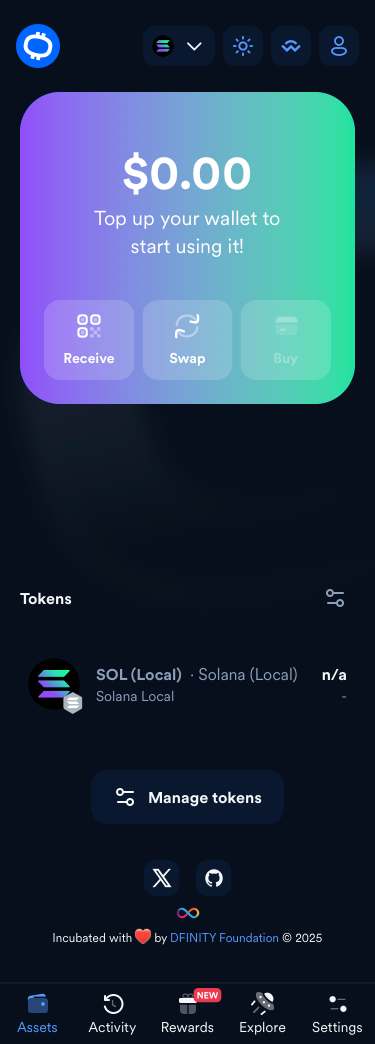 $0.00
Top up your wallet to
start using it!
Receive
Swap
Buy
Tokens
SOL (Local) · Solana (Local) n/a
Solana Local -
Manage tokens
Incubated with ❤️ by DFINITY Foundation © 2025
NEW
Assets Activity Rewards Explore Settings